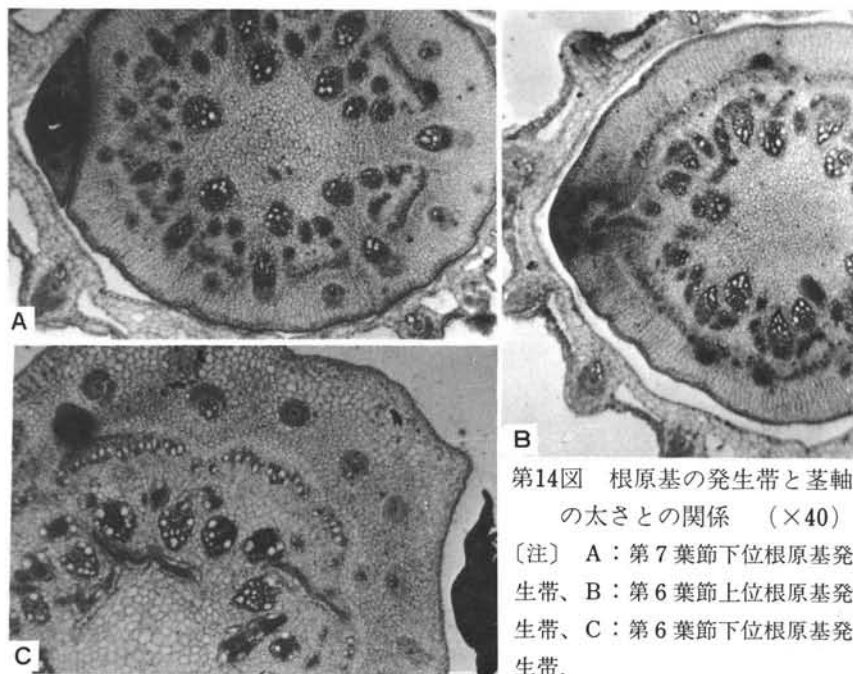 A
B
C
第14図 根原基の発生帯と茎軸
の太さとの関係 (×40)
〔注〕 A:第7葉節下位根原基発
生帯、B:第6葉節上位根原基発
生帯、C:第6葉節下位根原基発
生帯.